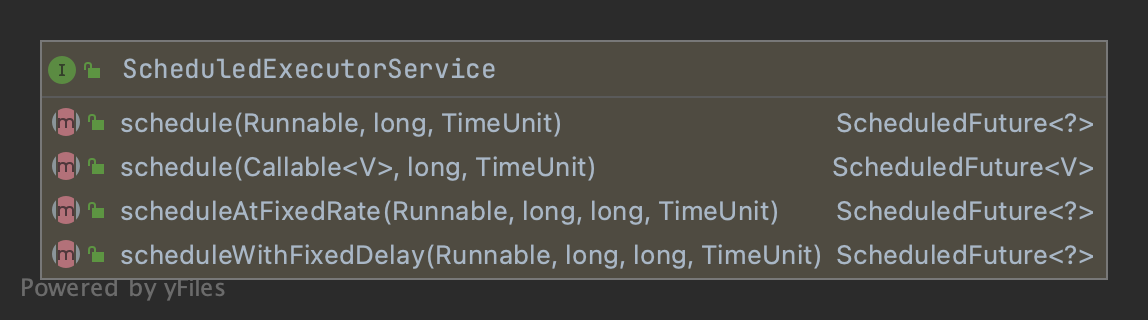 I ScheduledExecutorService
m schedule(Runnable, long, TimeUnit) ScheduledFuture<?>
m schedule(Callable<V>, long, TimeUnit) ScheduledFuture<V>
m scheduleAtFixedRate(Runnable, long, long, TimeUnit) ScheduledFuture<?>
m scheduleWithFixedDelay(Runnable, long, long, TimeUnit) ScheduledFuture<?>
Powered by yFiles